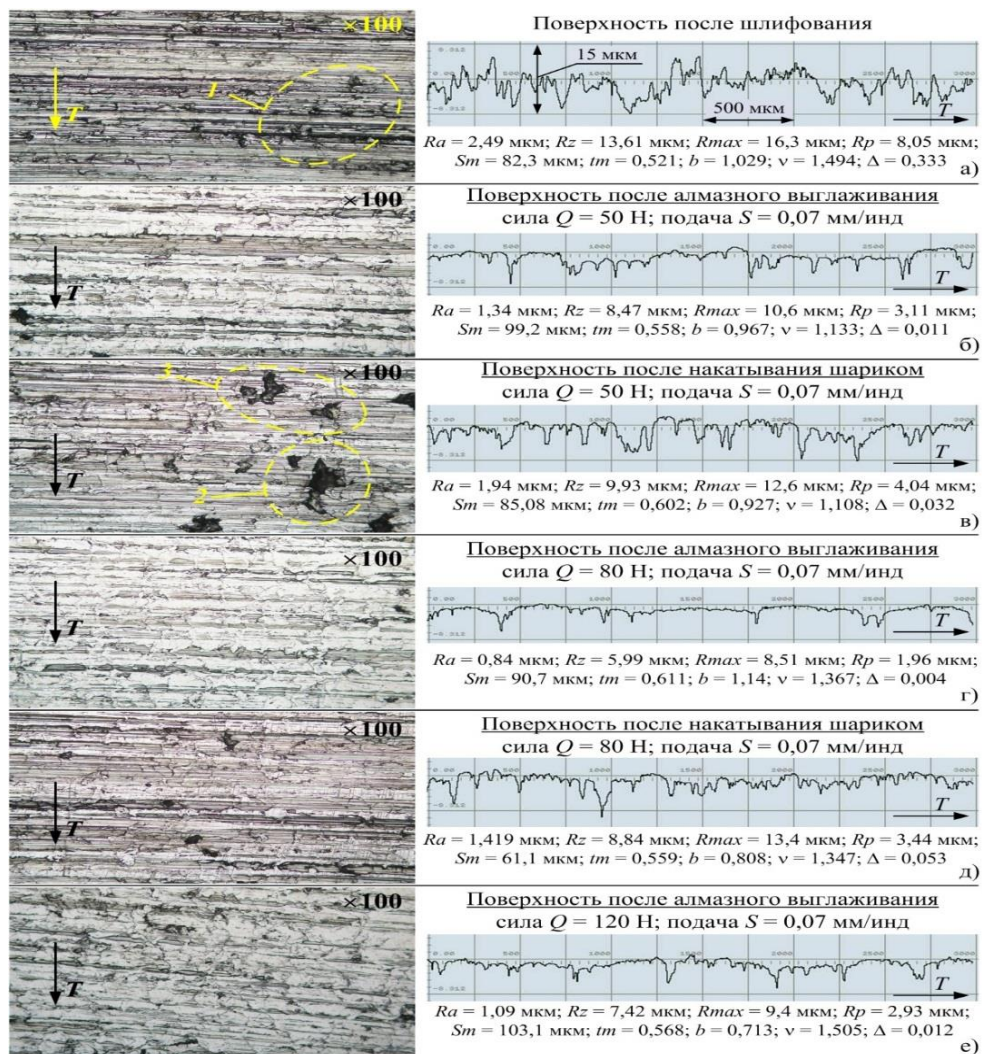 ×100
T
1
Поверхность после шлифования
15 мкм
500 мкм
T
Ra = 2,49 мкм; Rz = 13,61 мкм; Rmax = 16,3 мкм; Rp = 8,05 мкм;
Sm = 82,3 мкм; tm = 0,521; b = 1,029; ν = 1,494; Δ = 0,333
а)
×100
T
Поверхность после алмазного выглаживания
сила Q = 50 Н; подача S = 0,07 мм/инд
0.00 500 1000 1500 2000 2500 3000
T
Ra = 1,34 мкм; Rz = 8,47 мкм; Rmax = 10,6 мкм; Rp = 3,11 мкм;
Sm = 99,2 мкм; tm = 0,558; b = 0,967; ν = 1,133; Δ = 0,011
б)
×100
T
3
2
Поверхность после накатывания шариком
сила Q = 50 Н; подача S = 0,07 мм/инд
T
Ra = 1,94 мкм; Rz = 9,93 мкм; Rmax = 12,6 мкм; Rp = 4,04 мкм;
Sm = 85,08 мкм; tm = 0,602; b = 0,927; ν = 1,108; Δ = 0,032
в)
×100
T
Поверхность после алмазного выглаживания
сила Q = 80 Н; подача S = 0,07 мм/инд
T
Ra = 0,84 мкм; Rz = 5,99 мкм; Rmax = 8,51 мкм; Rp = 1,96 мкм;
Sm = 90,7 мкм; tm = 0,611; b = 1,14; ν = 1,367; Δ = 0,004
г)
×100
T
Поверхность после накатывания шариком
сила Q = 80 Н; подача S = 0,07 мм/инд
T
Ra = 1,419 мкм; Rz = 8,84 мкм; Rmax = 13,4 мкм; Rp = 3,44 мкм;
Sm = 61,1 мкм; tm = 0,559; b = 0,808; ν = 1,347; Δ = 0,053
д)
×100
T
Поверхность после алмазного выглаживания
сила Q = 120 Н; подача S = 0,07 мм/инд
T
Ra = 1,09 мкм; Rz = 7,42 мкм; Rmax = 9,4 мкм; Rp = 2,93 мкм;
Sm = 103,1 мкм; tm = 0,568; b = 0,713; ν = 1,505; Δ = 0,012
е)